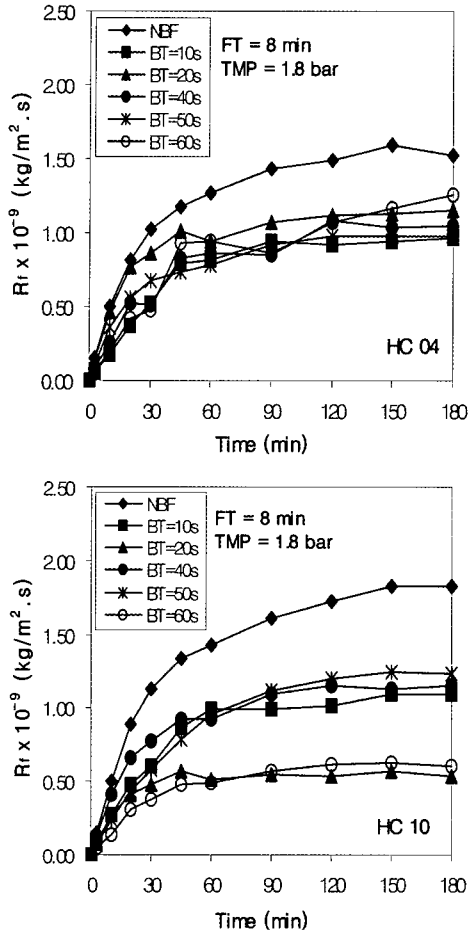 2.50
2.00
1.50
1.00
0.50
0.00
Rf x 10⁻⁹ (kg/m².s)
NBF
BT=10s
BT=20s
BT=40s
BT=50s
BT=60s
FT = 8 min
TMP = 1.8 bar
HC 04
0 30 60 90 120 150 180
Time (min)
2.50
2.00
1.50
1.00
0.50
0.00
Rf x 10⁻⁹ (kg/m².s)
NBF
BT=10s
BT=20s
BT=40s
BT=50s
BT=60s
FT = 8 min
TMP = 1.8 bar
HC 10
0 30 60 90 120 150 180
Time (min)